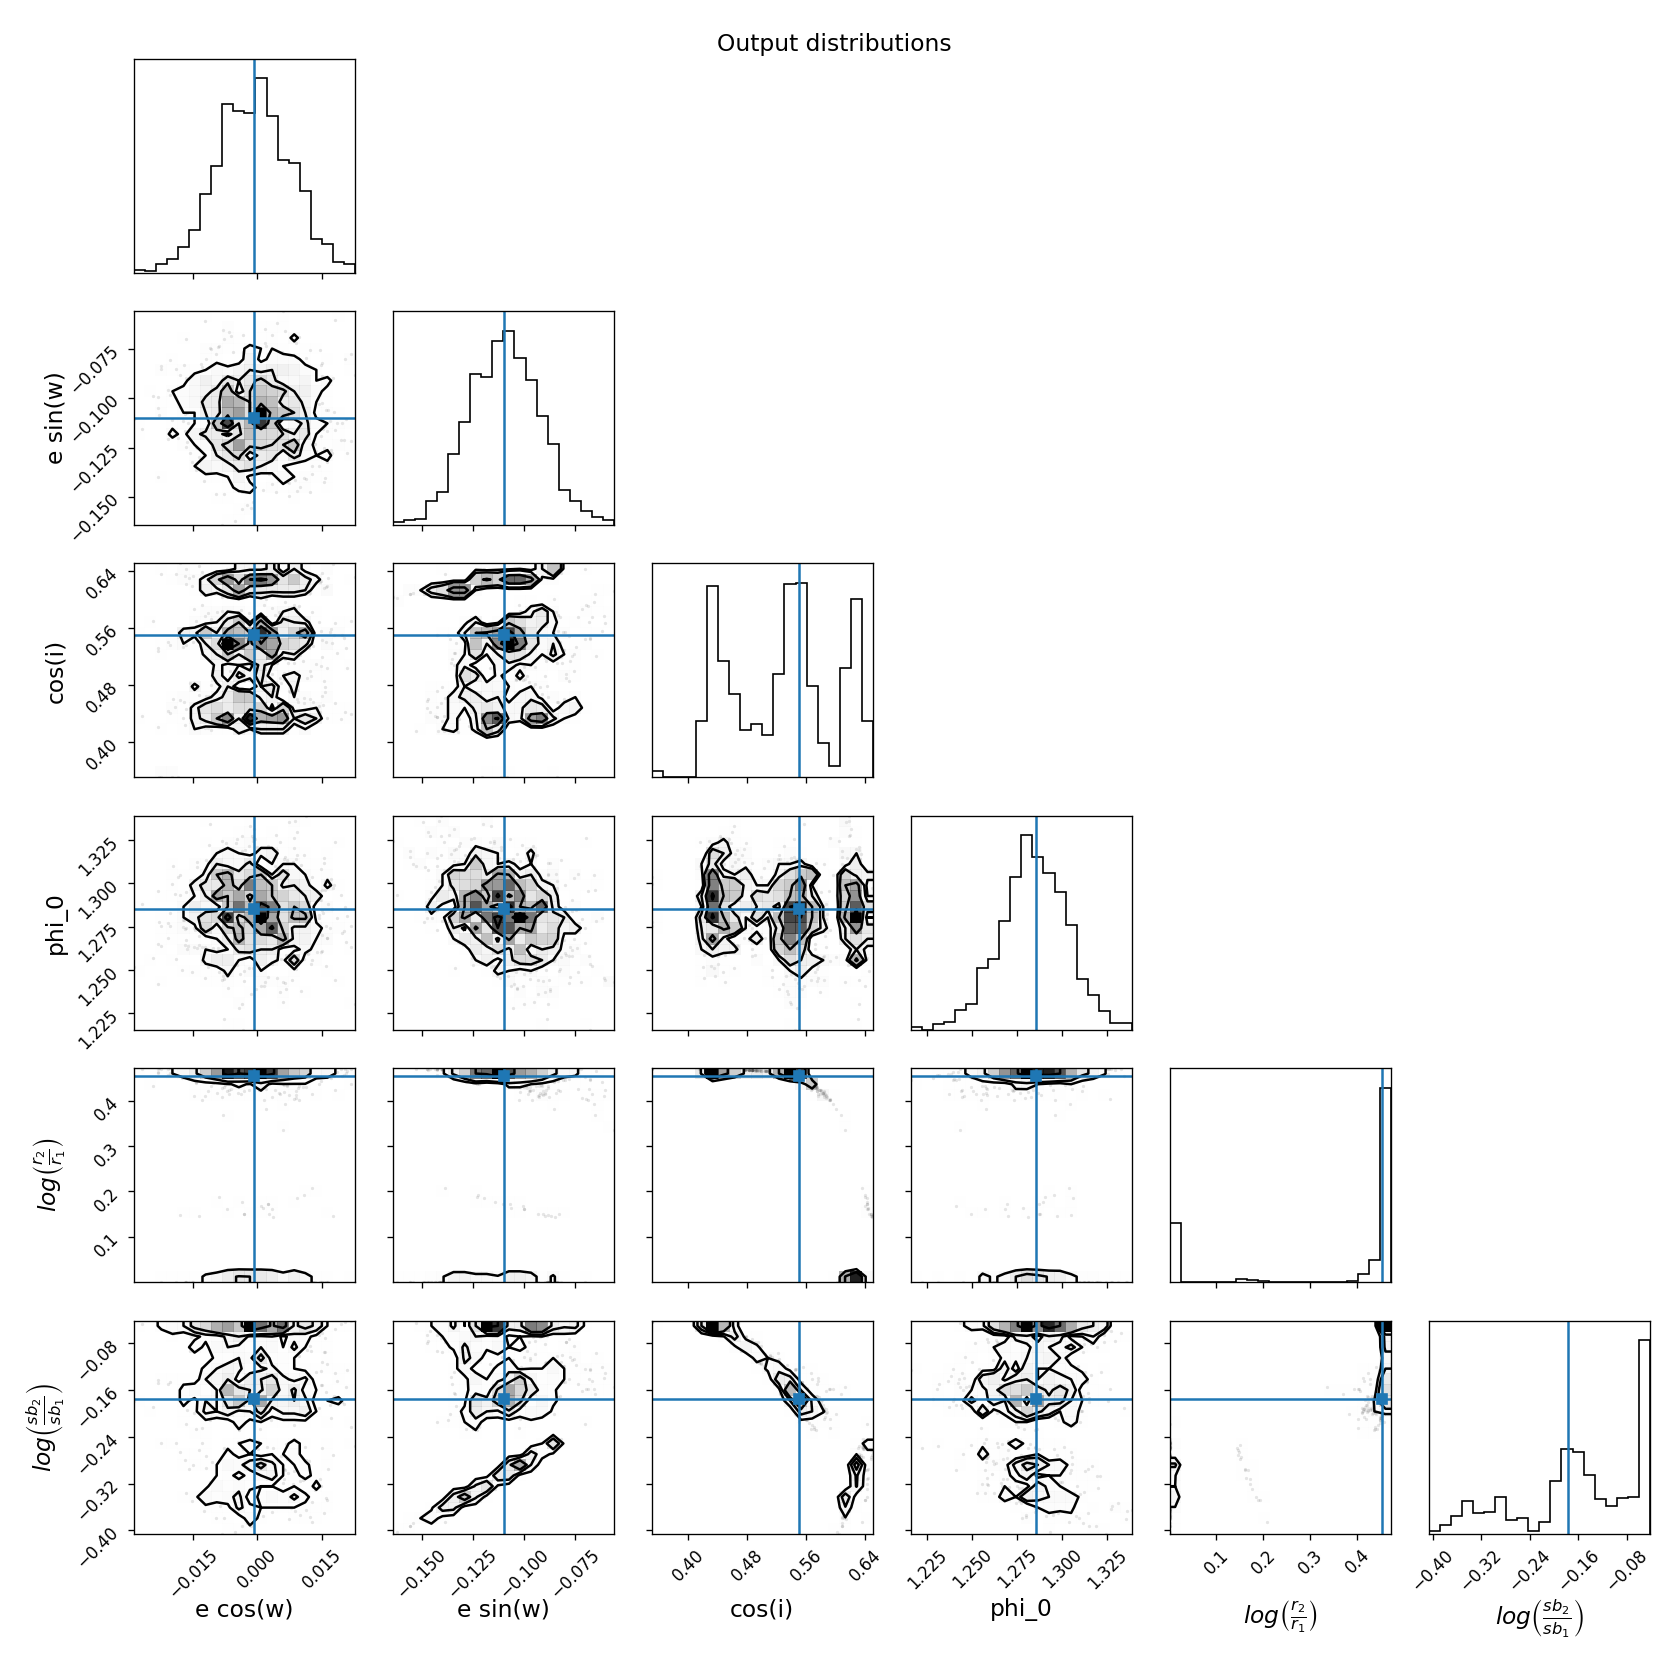 Output distributions
e sin(w)
−0.075
−0.100
−0.125
−0.150
cos(i)
0.64
0.56
0.48
0.40
phi_0
1.325
1.300
1.275
1.250
1.225
log(r₂/r₁)
0.4
0.3
0.2
0.1
log(sb₂/sb₁)
−0.08
−0.16
−0.24
−0.32
−0.40
−0.015 0.000 0.015 −0.150 −0.125 −0.100 −0.075 0.40 0.48 0.56 0.64 1.225 1.250 1.275 1.300 1.325 0.1 0.2 0.3 0.4 −0.40 −0.32 −0.24 −0.16 −0.08
e cos(w) e sin(w) cos(i) phi_0 log(r₂/r₁) log(sb₂/sb₁)